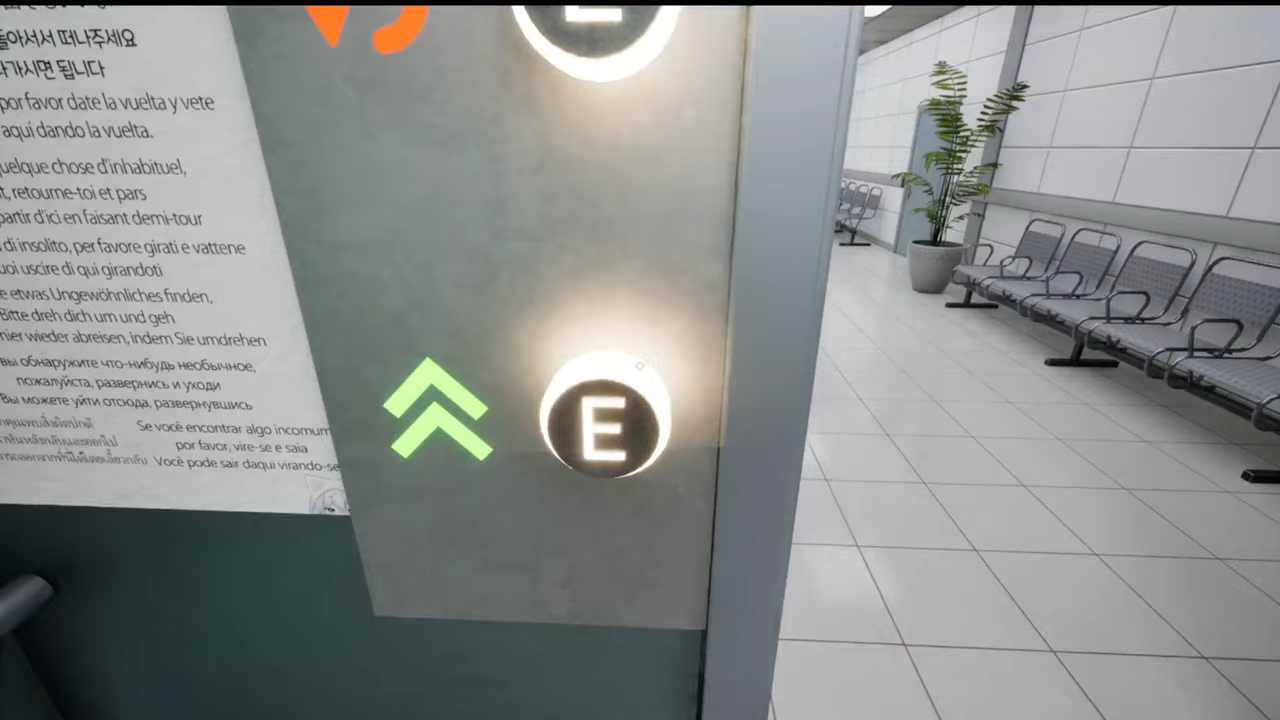 돌아서서 떠나주세요
나가시면 됩니다
por favor date la vuelta y vete
aquí dando la vuelta.
quelque chose d'inhabituel,
t, retourne-toi et pars
partir d'ici en faisant demi-tour
di insolito, per favore girati e vattene
uoi uscire di qui girandoti
e etwas Ungewöhnliches finden,
Bitte dreh dich um und geh
hier wieder abreisen, indem Sie umdrehen
вы обнаружите что-нибудь необычное,
пожалуйста, развернись и уходи
Вы можете уйти отсюда, развернувшись
Se você encontrar algo incomum
por favor, vire-se e saia
Você pode sair daqui virando-se
E